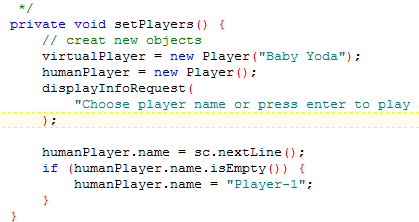 */
private void setPlayers() {
// creat new objects
virtualPlayer = new Player("Baby Yoda");
humanPlayer = new Player();
displayInfoRequest(
"Choose player name or press enter to play
);
humanPlayer.name = sc.nextLine();
if (humanPlayer.name.isEmpty()) {
humanPlayer.name = "Player-1";
}
}